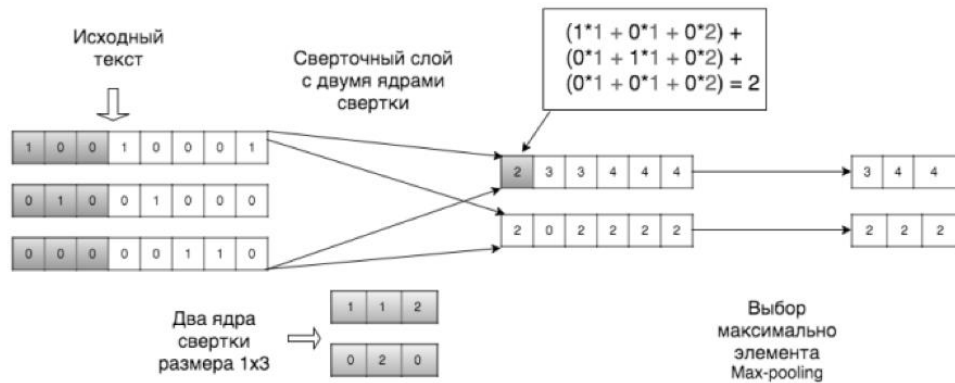 Исходный
текст
Сверточный слой
с двумя ядрами
свертки
(1*1 + 0*1 + 0*2) +
(0*1 + 1*1 + 0*2) +
(0*1 + 0*1 + 0*2) = 2
1 0 0 1 0 0 0 1
0 1 0 0 1 0 0 0
0 0 0 0 0 1 1 0
2 3 3 4 4 4
2 0 2 2 2 2
3 4 4
2 2 2
Два ядра
свертки
размера 1x3
1 1 2
0 2 0
Выбор
максимально
элемента
Max-pooling